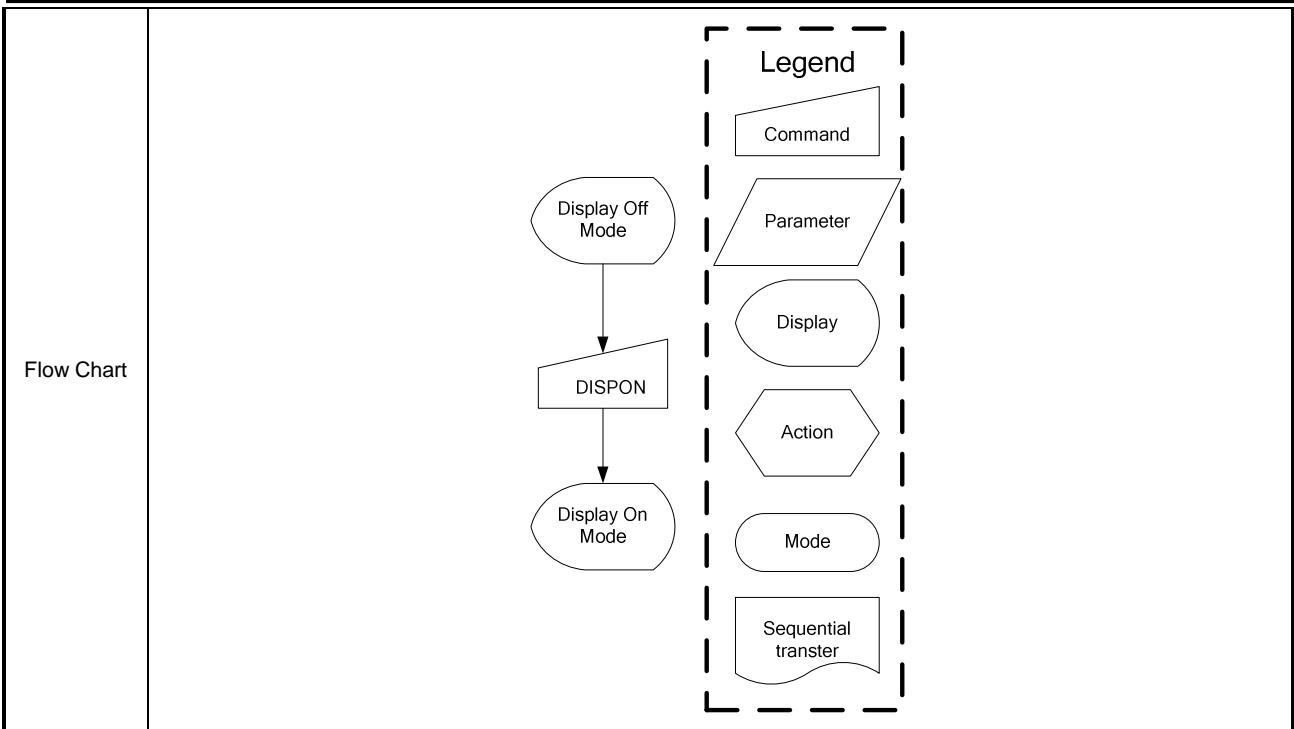 Flow Chart
Display Off
Mode
DISPON
Display On
Mode
Legend
Command
Parameter
Display
Action
Mode
Sequential
transter